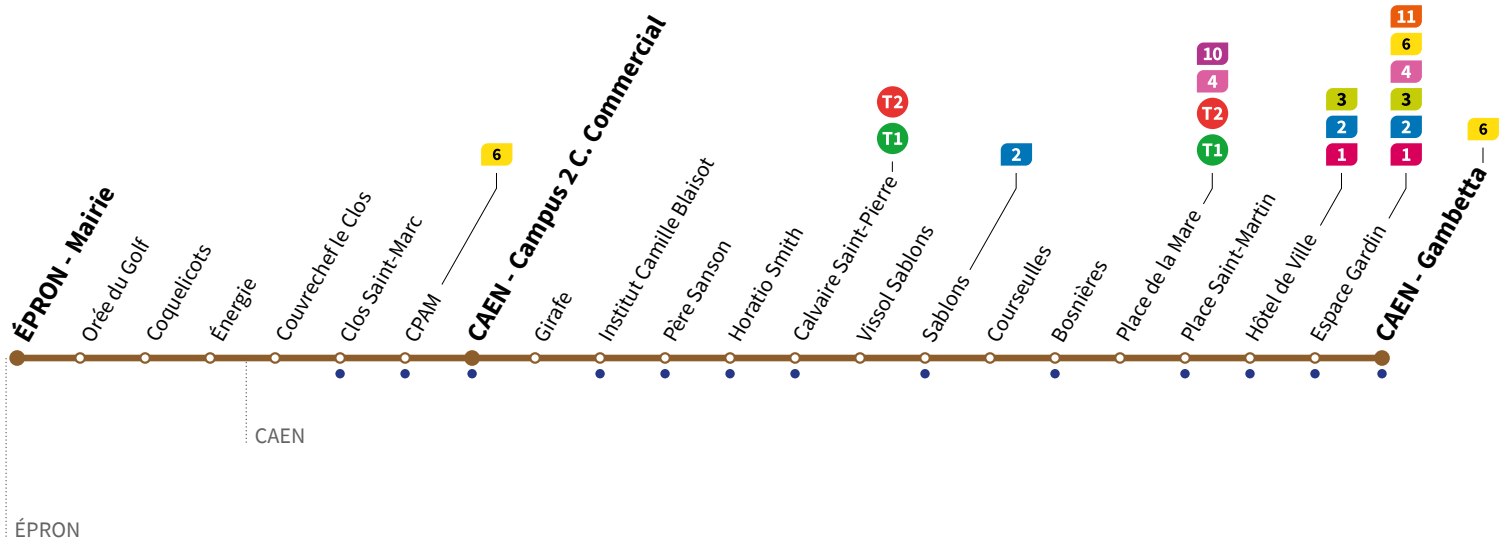 ÉPRON - Mairie
Orée du Golf
Coquelicots
Énergie
Couvrechef le Clos
Clos Saint-Marc
CPAM
6
CAEN - Campus 2 C. Commercial
Girafe
Institut Camille Blaisot
Père Sanson
Horatio Smith
Calvaire Saint-Pierre
T2
T1
Vissol Sablons
Sablons
2
Courseulles
Bosnières
Place de la Mare
10
4
T2
T1
Place Saint-Martin
Hôtel de Ville
3
2
1
Espace Gardin
11
6
4
3
2
1
CAEN - Gambetta
6
CAEN
ÉPRON